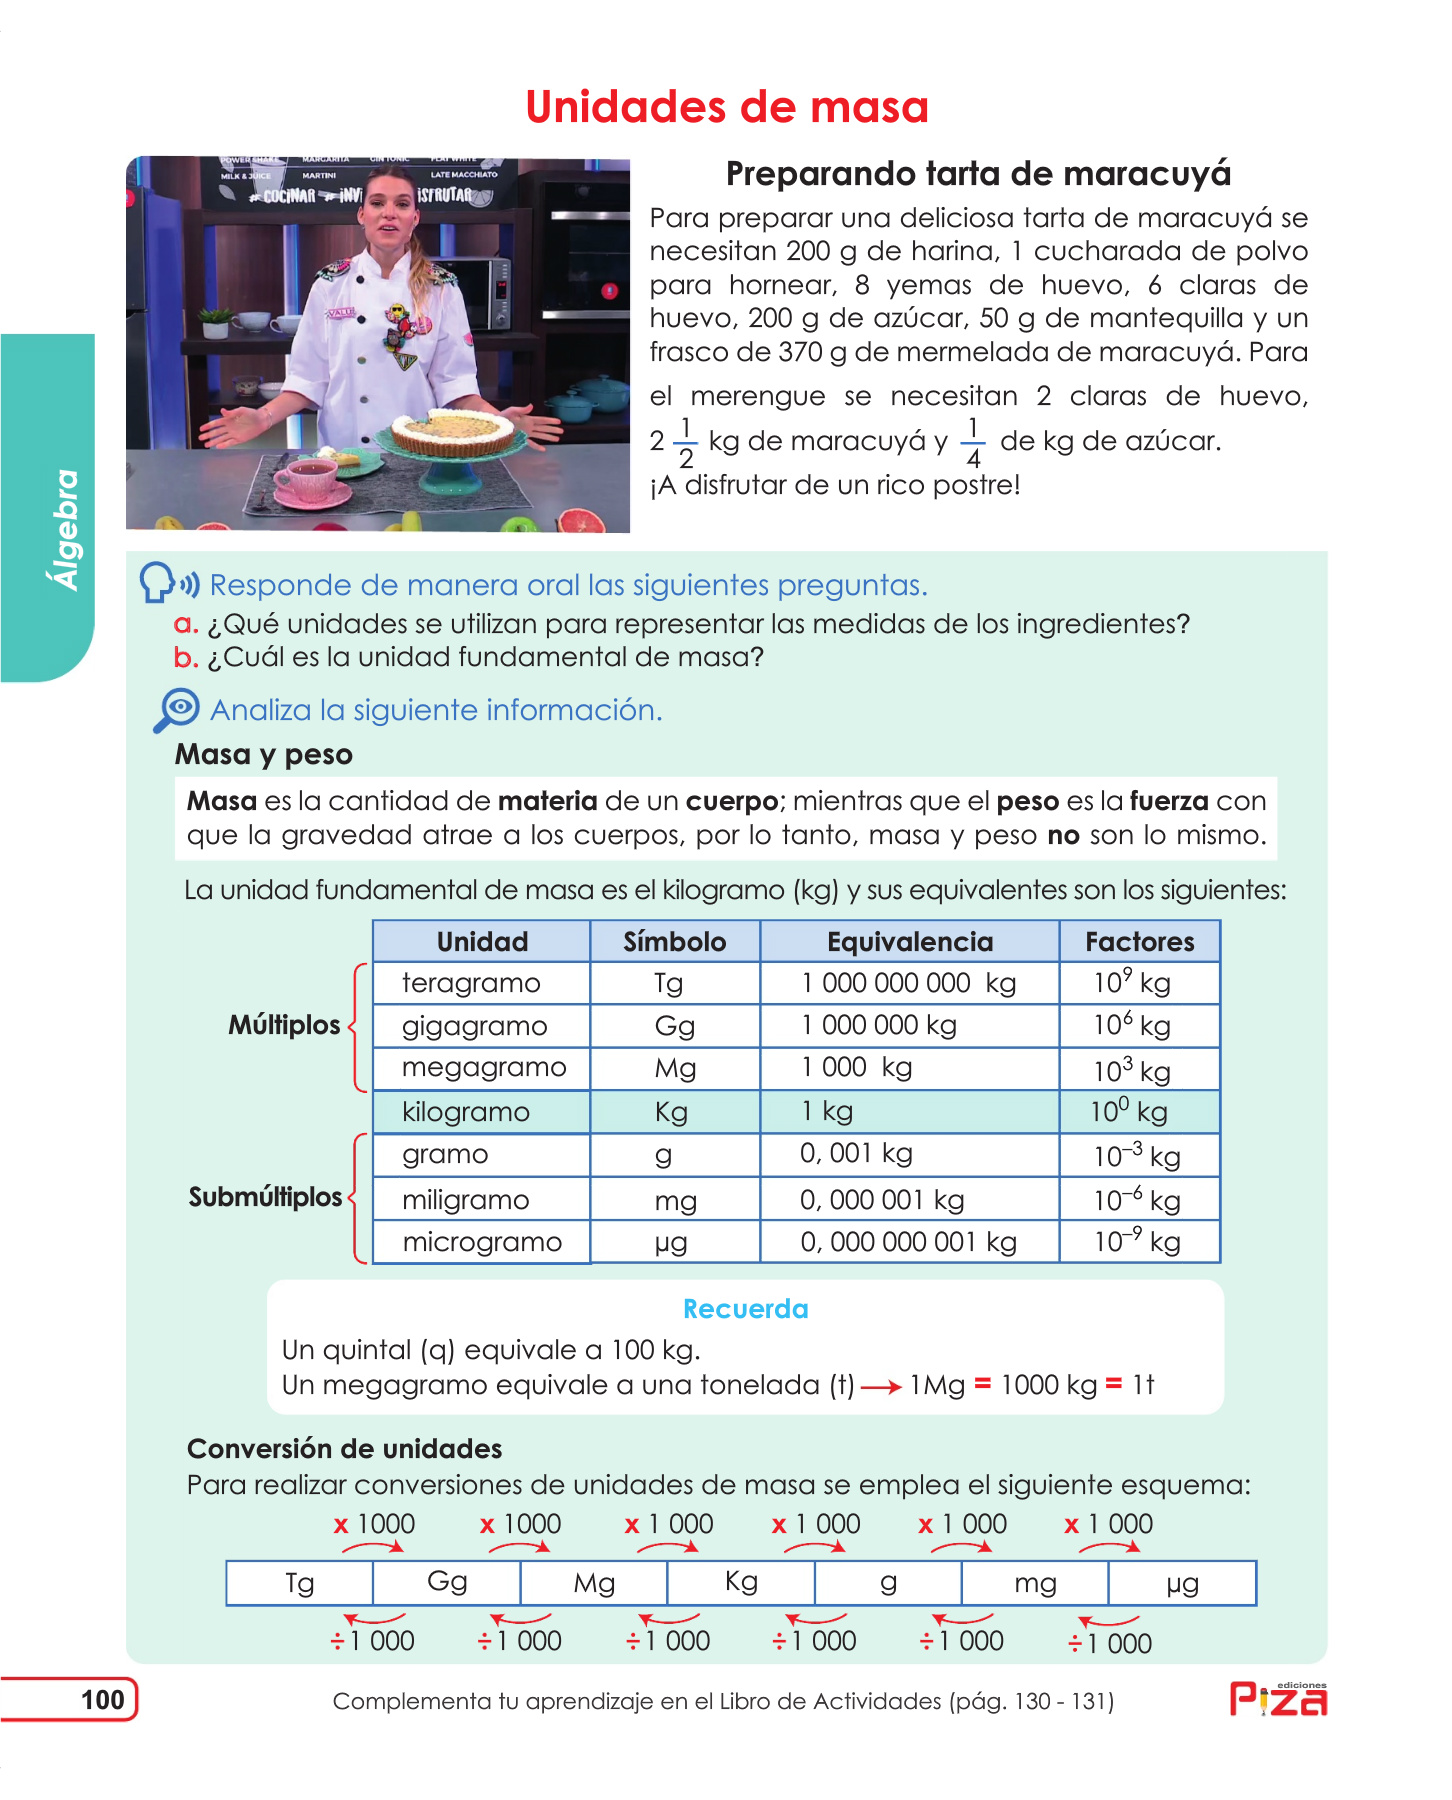 Unidades de masa
POWER SHAKE MARGARITA GIN TONIC FLAT WHITE
MILK & JUICE MARTINI LATE MACCHIATO
# COCINAR # INVI ISFRUTAR
Preparando tarta de maracuyá
Para preparar una deliciosa tarta de maracuyá se
necesitan 200 g de harina, 1 cucharada de polvo
para hornear, 8 yemas de huevo, 6 claras de
huevo, 200 g de azúcar, 50 g de mantequilla y un
frasco de 370 g de mermelada de maracuyá. Para
el merengue se necesitan 2 claras de huevo,
2 1/2 kg de maracuyá y 1/4 de kg de azúcar.
¡A disfrutar de un rico postre!
Álgebra
Responde de manera oral las siguientes preguntas.
a. ¿Qué unidades se utilizan para representar las medidas de los ingredientes?
b. ¿Cuál es la unidad fundamental de masa?
Analiza la siguiente información.
Masa y peso
Masa es la cantidad de materia de un cuerpo; mientras que el peso es la fuerza con
que la gravedad atrae a los cuerpos, por lo tanto, masa y peso no son lo mismo.
La unidad fundamental de masa es el kilogramo (kg) y sus equivalentes son los siguientes:
Unidad Símbolo Equivalencia Factores
teragramo Tg 1 000 000 000 kg 10⁹ kg
Múltiplos gigagramo Gg 1 000 000 kg 10⁶ kg
megagramo Mg 1 000 kg 10³ kg
kilogramo Kg 1 kg 10⁰ kg
gramo g 0, 001 kg 10⁻³ kg
Submúltiplos miligramo mg 0, 000 001 kg 10⁻⁶ kg
microgramo µg 0, 000 000 001 kg 10⁻⁹ kg
Recuerda
Un quintal (q) equivale a 100 kg.
Un megagramo equivale a una tonelada (t) → 1Mg = 1000 kg = 1t
Conversión de unidades
Para realizar conversiones de unidades de masa se emplea el siguiente esquema:
x 1000 x 1000 x 1 000 x 1 000 x 1 000 x 1 000
Tg Gg Mg Kg g mg µg
÷1 000 ÷1 000 ÷1 000 ÷1 000 ÷1 000 ÷1 000
100
Complementa tu aprendizaje en el Libro de Actividades (pág. 130 - 131)
ediciones
Piza